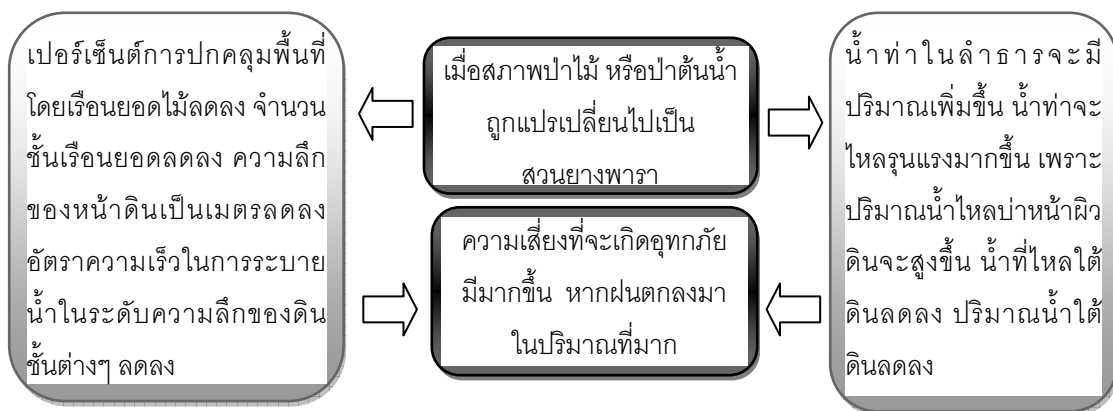 เปอร์เซ็นต์การปกคลุมพื้นที่
โดยเรือนยอดไม้ลดลง จำนวน
ชั้นเรือนยอดลดลง ความลึก
ของหน้าดินเป็นเมตรลดลง
อัตราความเร็วในการระบาย
น้ำในระดับความลึกของดิน
ชั้นต่างๆ ลดลง
เมื่อสภาพป่าไม้ หรือป่าต้นน้ำ
ถูกแปรเปลี่ยนไปเป็น
สวนยางพารา
ความเสี่ยงที่จะเกิดอุทกภัย
มีมากขึ้น หากฝนตกลงมา
ในปริมาณที่มาก
น้ำท่าในลำธารจะมี
ปริมาณเพิ่มขึ้น น้ำท่าจะ
ไหลรุนแรงมากขึ้น เพราะ
ปริมาณน้ำไหลบ่าหน้าผิว
ดินจะสูงขึ้น น้ำที่ไหลใต้
ดินลดลง ปริมาณน้ำใต้
ดินลดลง